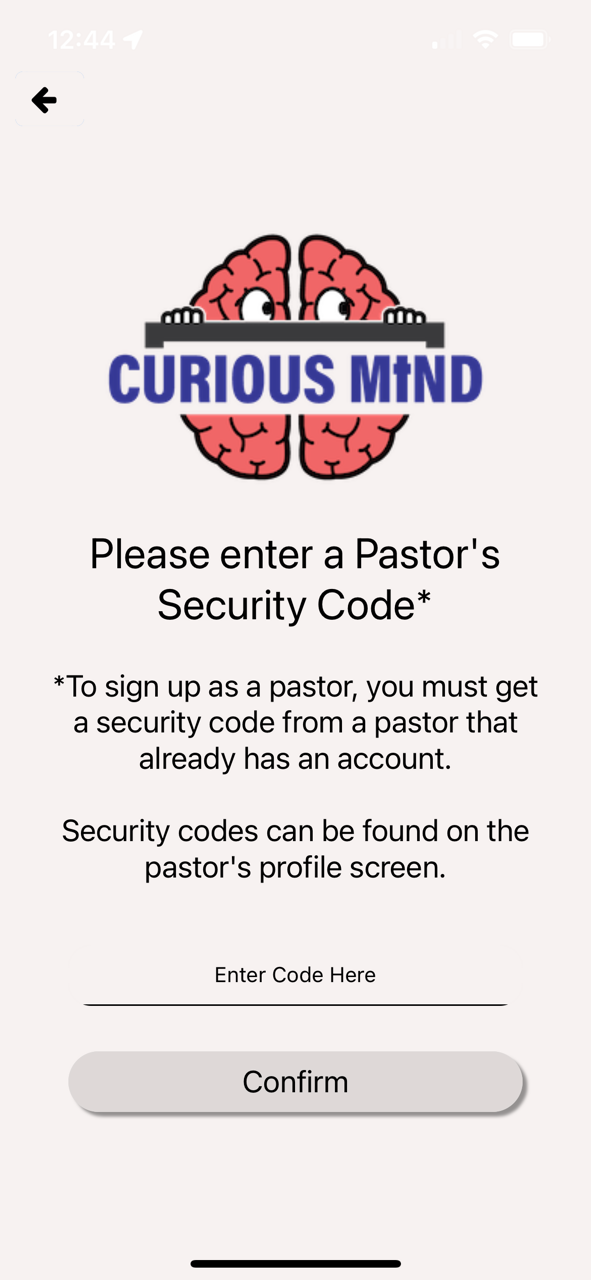 12:44
CURIOUS MIND
Please enter a Pastor's
Security Code*
*To sign up as a pastor, you must get
a security code from a pastor that
already has an account.
Security codes can be found on the
pastor's profile screen.
Enter Code Here
Confirm